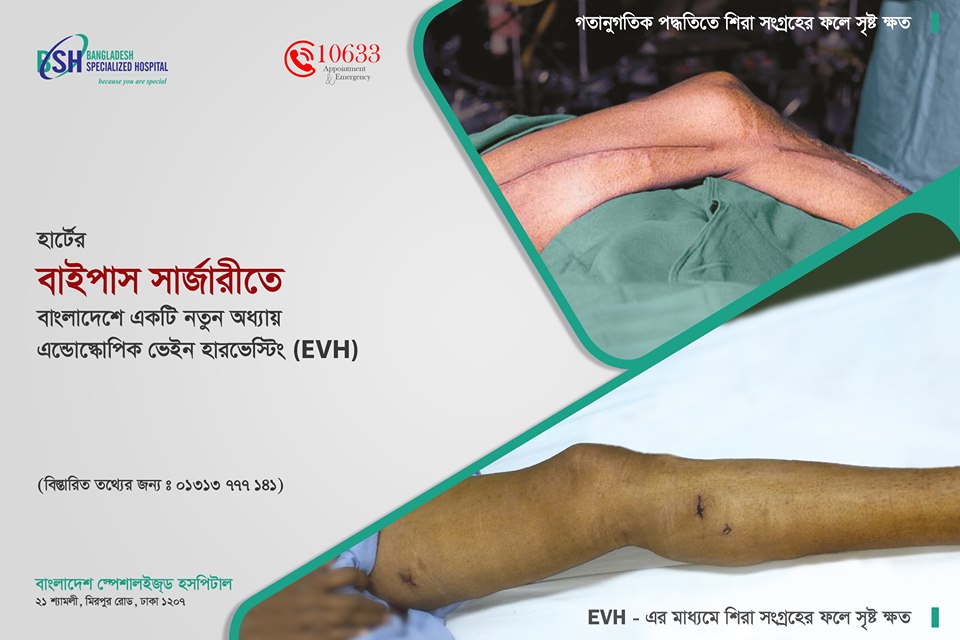 BSH BANGLADESH
SPECIALIZED HOSPITAL
because you are special
10633
Appointment
& Emergency
গতানুগতিক পদ্ধতিতে শিরা সংগ্রহের ফলে সৃষ্ট ক্ষত
হার্টের
বাইপাস সার্জারীতে
বাংলাদেশে একটি নতুন অধ্যায়
এন্ডোস্কোপিক ভেইন হারভেস্টিং (EVH)
(বিস্তারিত তথ্যের জন্য ঃ ০১৩১৩ ৭৭৭ ১৪১)
বাংলাদেশ স্পেশালইজ্ড হসপিটাল
২১ শ্যামলী, মিরপুর রোড, ঢাকা ১২০৭
EVH - এর মাধ্যমে শিরা সংগ্রহের ফলে সৃষ্ট ক্ষত